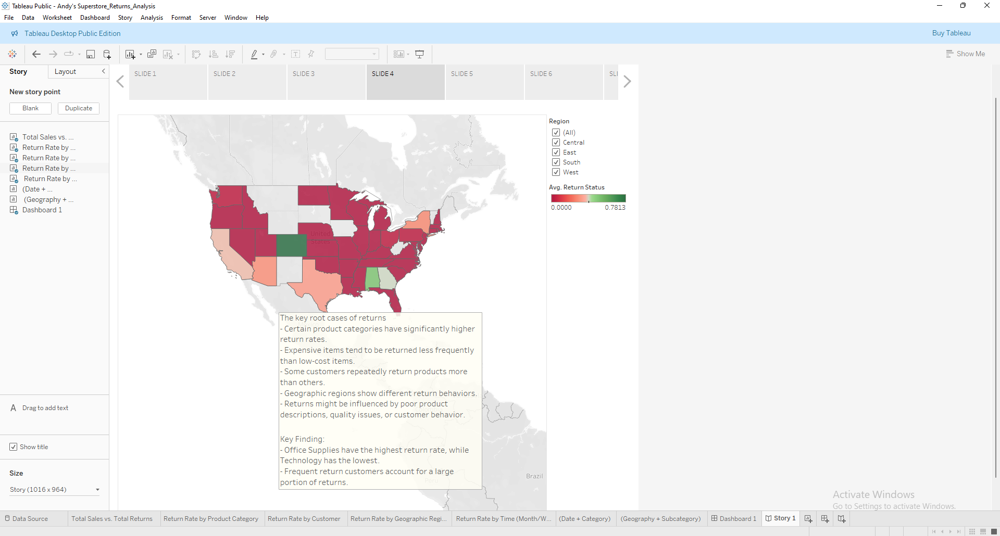 Tableau Public - Andy's Superstore_Returns_Analysis
File Data Worksheet Dashboard Story Analysis Format Server Window Help
Tableau Desktop Public Edition
Buy Tableau
Show Me
Story
Layout
SLIDE 1
SLIDE 2
SLIDE 3
SLIDE 4
SLIDE 5
SLIDE 6
SLI
New story point
Blank
Duplicate
Total Sales vs. ...
Return Rate by ...
Return Rate by ...
Return Rate by ...
Return Rate by ...
(Date + ...
(Geography + ...
Dashboard 1
Region
(All)
Central
East
South
West
Avg. Return Status
0.0000
0.7813
United
States
The key root cases of returns
- Certain product categories have significantly higher
return rates.
- Expensive items tend to be returned less frequently
than low-cost items.
- Some customers repeatedly return products more
than others.
- Geographic regions show different return behaviors.
- Returns might be influenced by poor product
descriptions, quality issues, or customer behavior.
Key Finding:
- Office Supplies have the highest return rate, while
Technology has the lowest.
- Frequent return customers account for a large
portion of returns.
Peru
Brazil
A Drag to add text
Show title
Size
Story (1016 x 964)
Activate Windows
Go to Settings to activate Windows.
Data Source
Total Sales vs. Total Returns
Return Rate by Product Category
Return Rate by Customer
Return Rate by Geographic Regi...
Return Rate by Time (Month/W...
(Date + Category)
(Geography + Subcategory)
Dashboard 1
Story 1